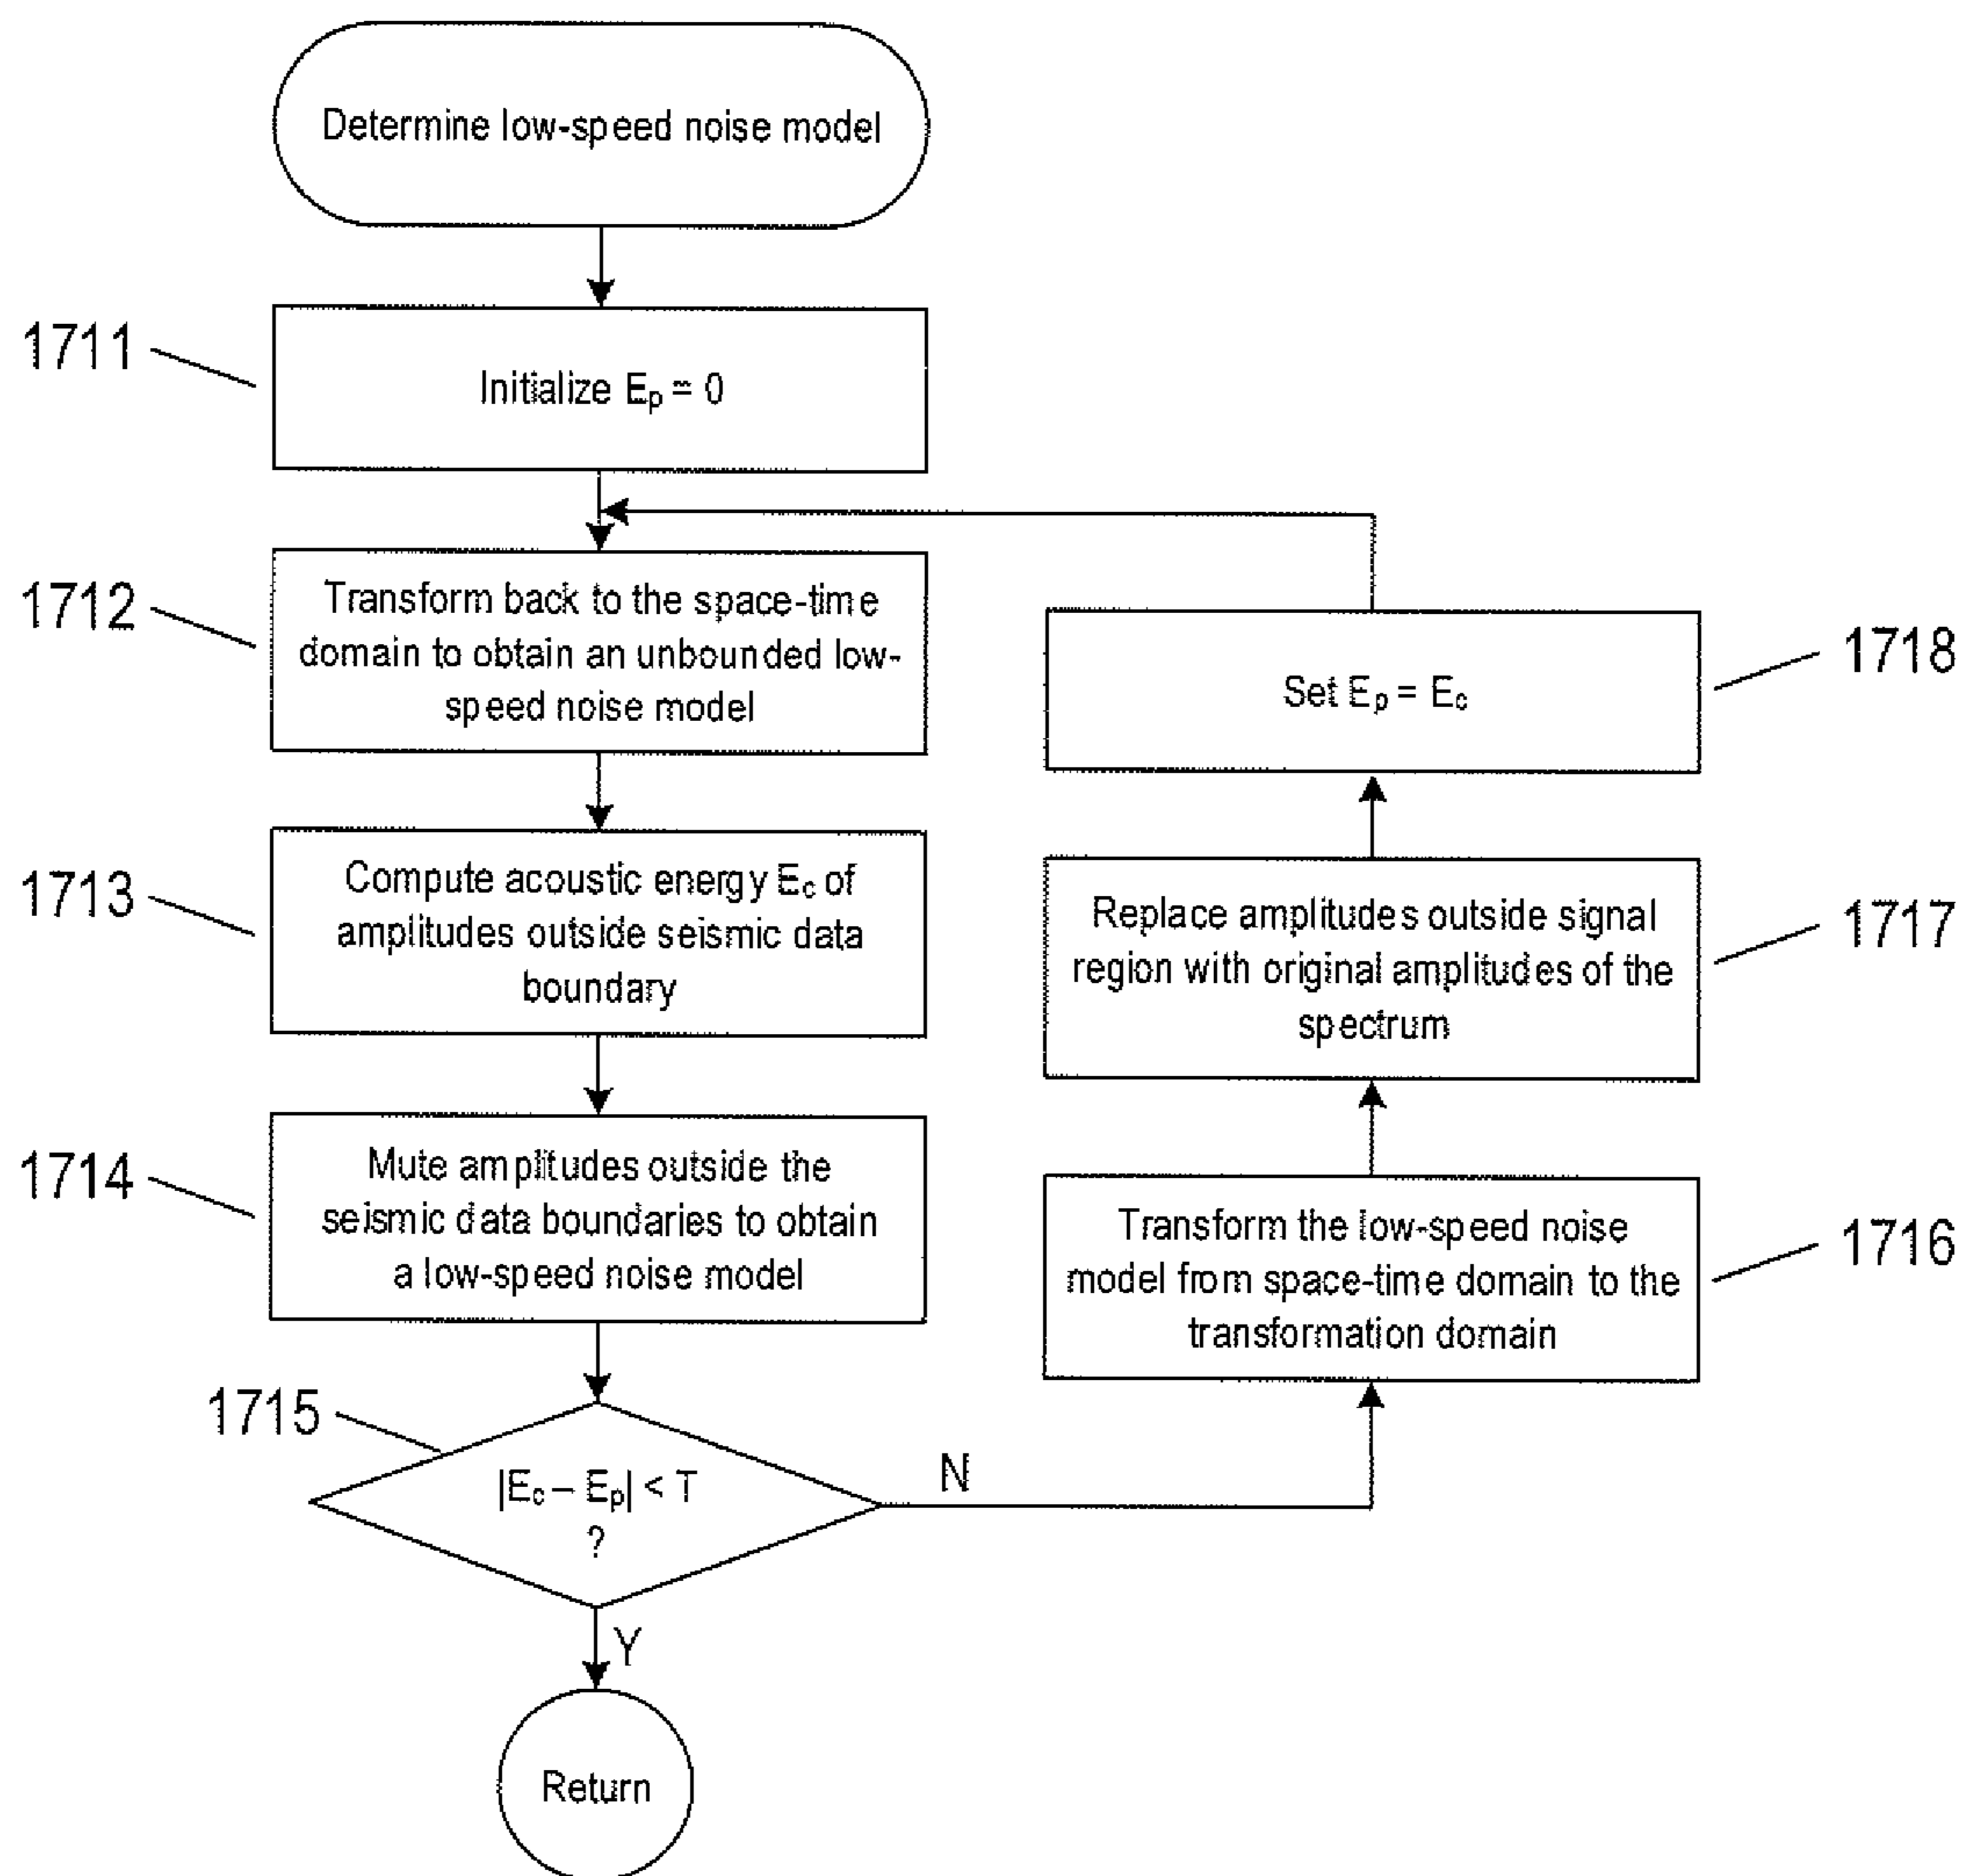 Determine low-speed noise model
1711
Initialize Eₚ = 0
1712
Transform back to the space-time
domain to obtain an unbounded low-
speed noise model
1713
Compute acoustic energy E꜀ of
amplitudes outside seismic data
boundary
1714
Mute amplitudes outside the
seismic data boundaries to obtain
a low-speed noise model
1715
|E꜀ – Eₚ| < T
?
N
Y
Return
1716
Transform the low-speed noise
model from space-time domain to the
transformation domain
1717
Replace amplitudes outside signal
region with original amplitudes of the
spectrum
1718
Set Eₚ = E꜀